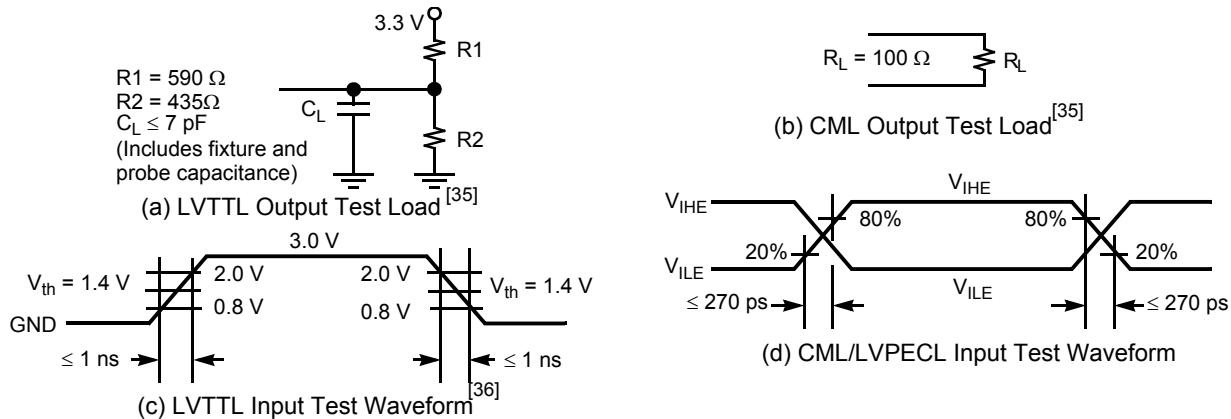 3.3 V
R1
R1 = 590 Ω
R2 = 435Ω
C_L ≤ 7 pF
(Includes fixture and
probe capacitance)
C_L
R2
(a) LVTTL Output Test Load [35]
R_L = 100 Ω
R_L
(b) CML Output Test Load [35]
3.0 V
V_th = 1.4 V
2.0 V
2.0 V
V_th = 1.4 V
0.8 V
0.8 V
GND
≤ 1 ns
≤ 1 ns
(c) LVTTL Input Test Waveform [36]
V_IHE
V_IHE
80%
80%
20%
20%
V_ILE
V_ILE
≤ 270 ps
≤ 270 ps
(d) CML/LVPECL Input Test Waveform